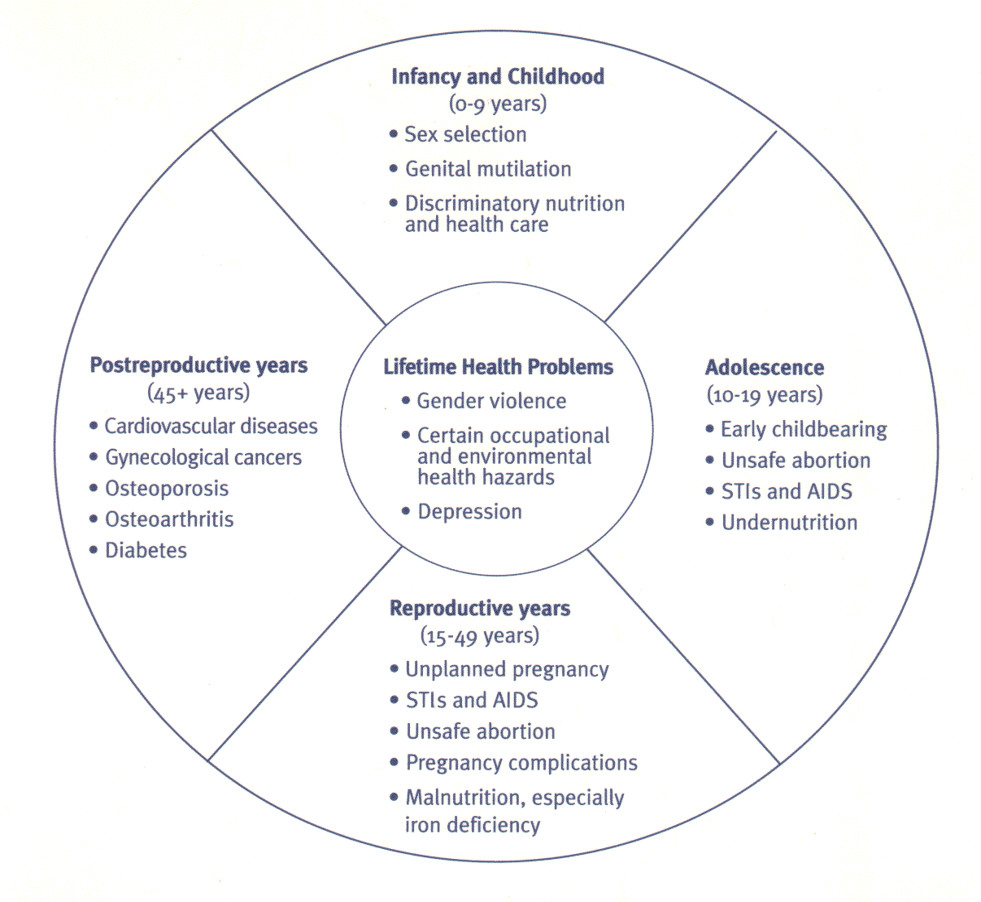 Infancy and Childhood
(0-9 years)
• Sex selection
• Genital mutilation
• Discriminatory nutrition
and health care
Postreproductive years
(45+ years)
• Cardiovascular diseases
• Gynecological cancers
• Osteoporosis
• Osteoarthritis
• Diabetes
Lifetime Health Problems
• Gender violence
• Certain occupational
and environmental
health hazards
• Depression
Adolescence
(10-19 years)
• Early childbearing
• Unsafe abortion
• STIs and AIDS
• Undernutrition
Reproductive years
(15-49 years)
• Unplanned pregnancy
• STIs and AIDS
• Unsafe abortion
• Pregnancy complications
• Malnutrition, especially
iron deficiency